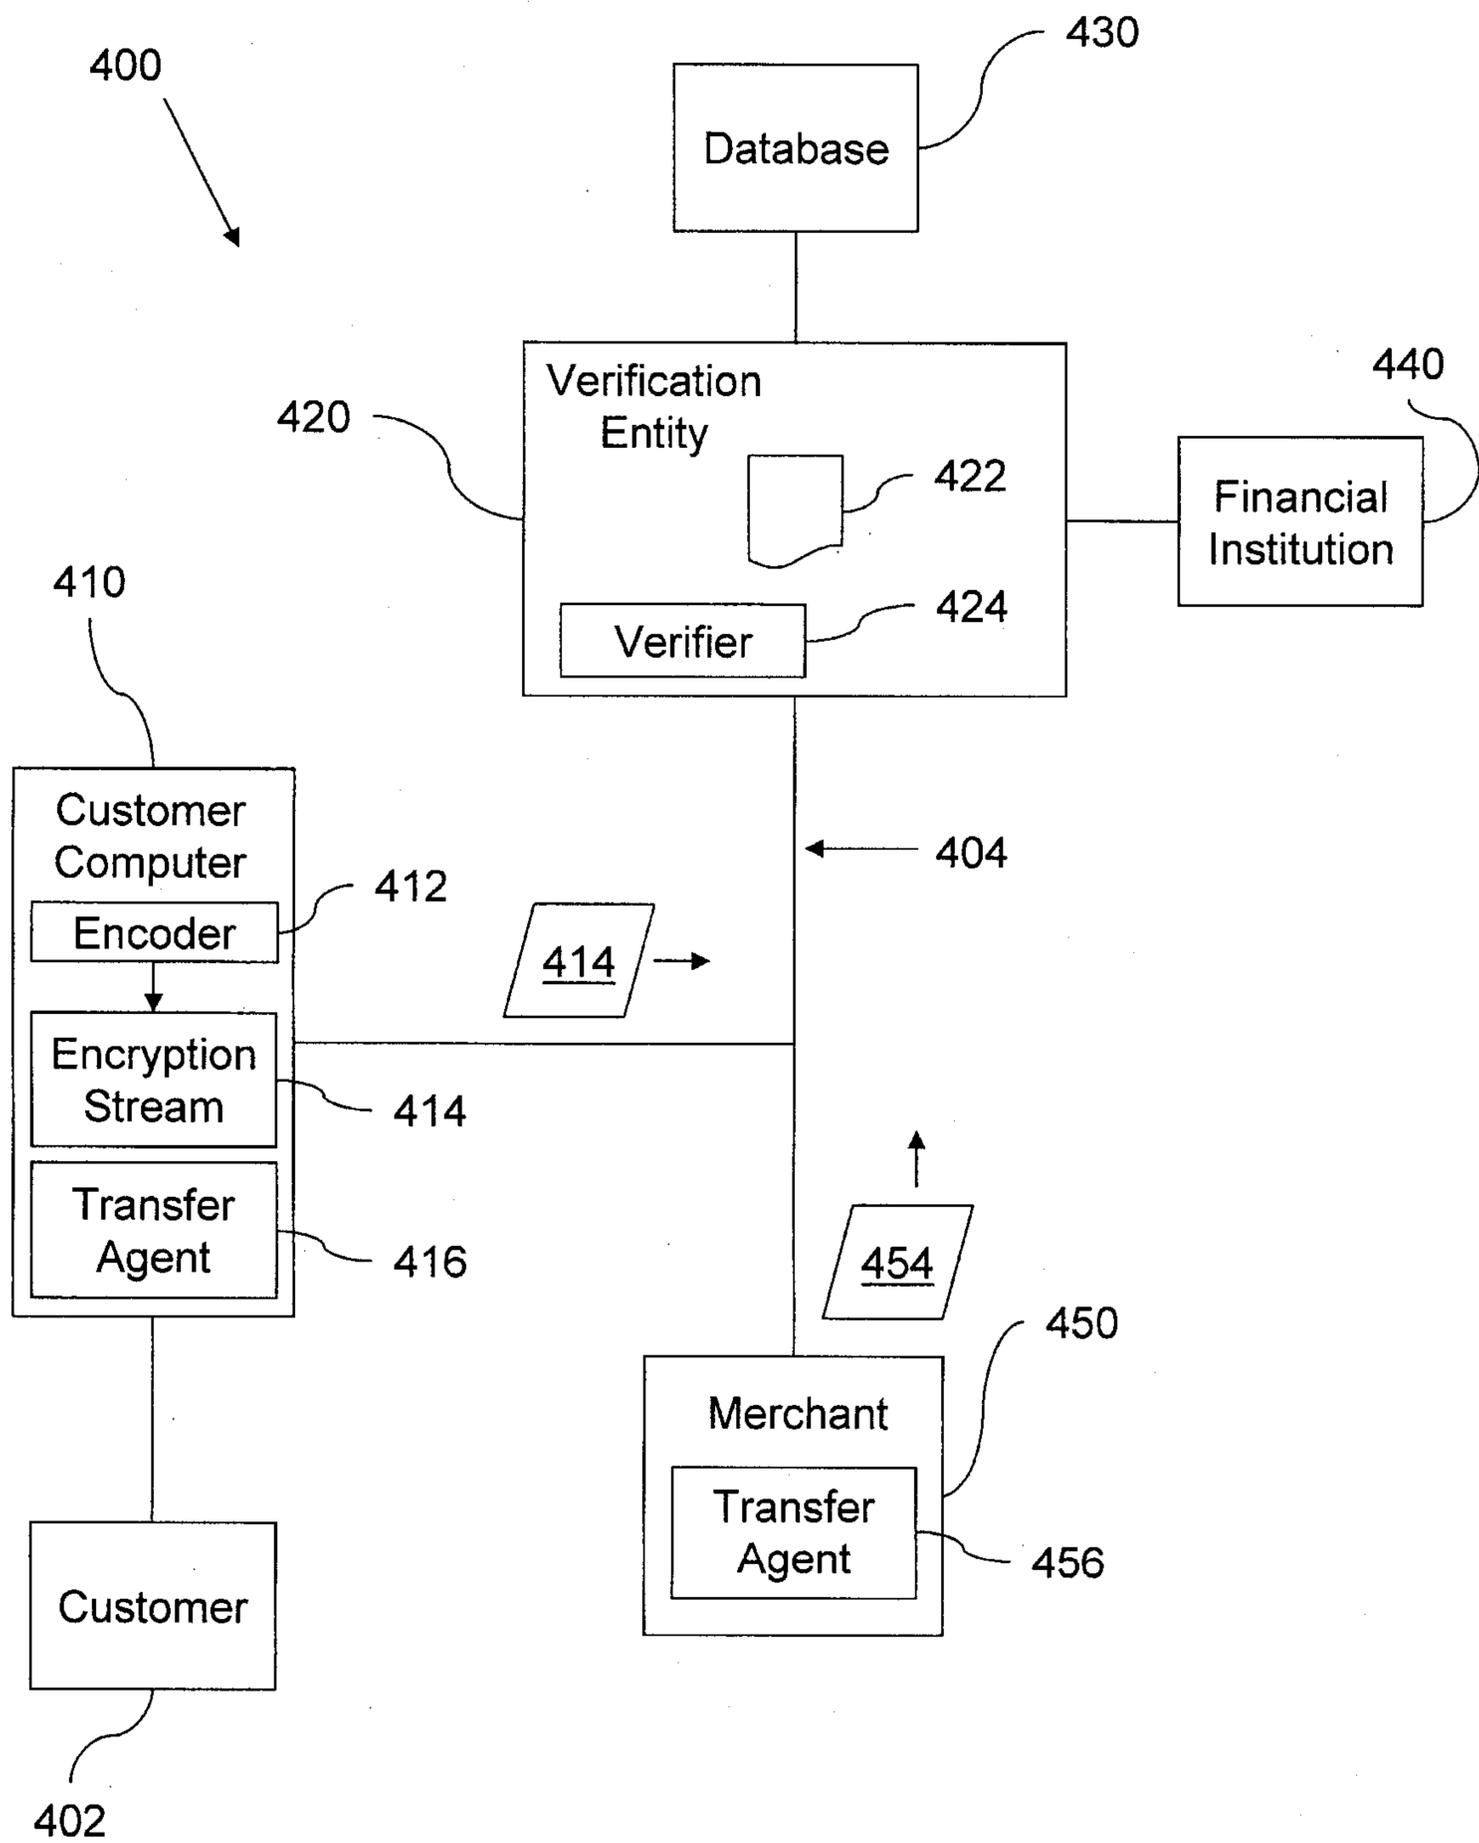 430
400
Database
Verification
Entity
440
420
422
Financial
Institution
410
424
Verifier
Customer
Computer
404
412
Encoder
414
Encryption
Stream
414
Transfer
Agent
416
454
450
Merchant
Transfer
Agent
456
Customer
402